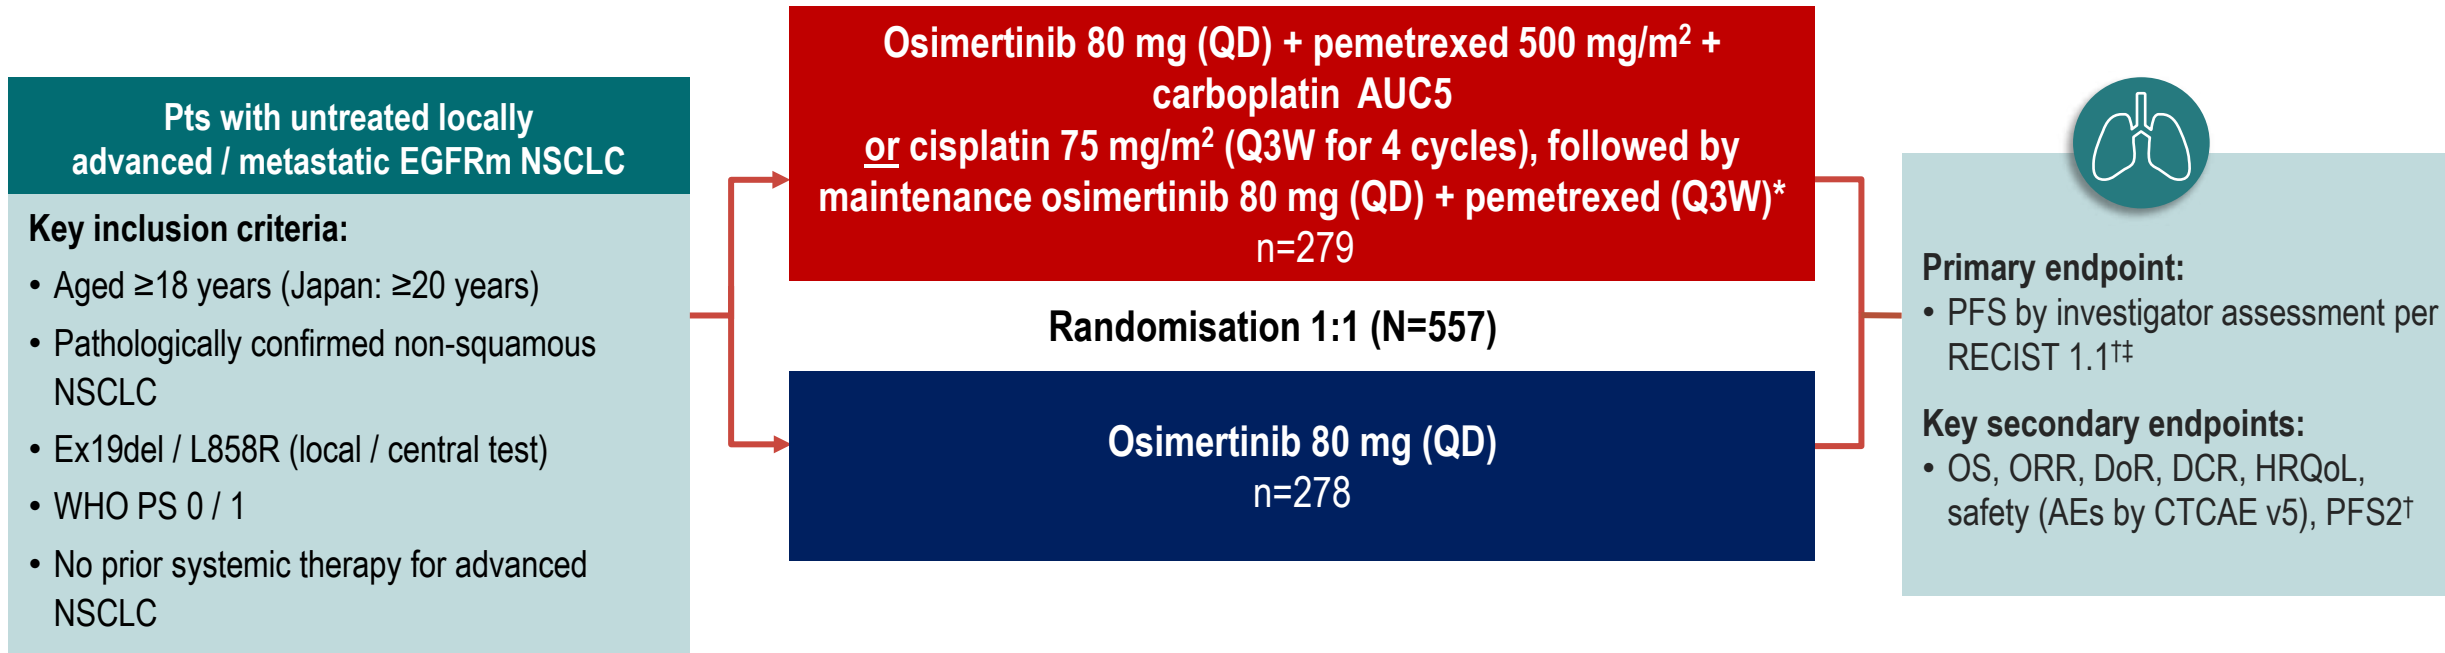 Pts with untreated locally
advanced / metastatic EGFRm NSCLC
Key inclusion criteria:
• Aged ≥18 years (Japan: ≥20 years)
• Pathologically confirmed non-squamous
NSCLC
• Ex19del / L858R (local / central test)
• WHO PS 0 / 1
• No prior systemic therapy for advanced
NSCLC
Osimertinib 80 mg (QD) + pemetrexed 500 mg/m² +
carboplatin AUC5
or cisplatin 75 mg/m² (Q3W for 4 cycles), followed by
maintenance osimertinib 80 mg (QD) + pemetrexed (Q3W)*
n=279
Randomisation 1:1 (N=557)
Osimertinib 80 mg (QD)
n=278
Primary endpoint:
• PFS by investigator assessment per
RECIST 1.1†‡
Key secondary endpoints:
• OS, ORR, DoR, DCR, HRQoL,
safety (AEs by CTCAE v5), PFS2†